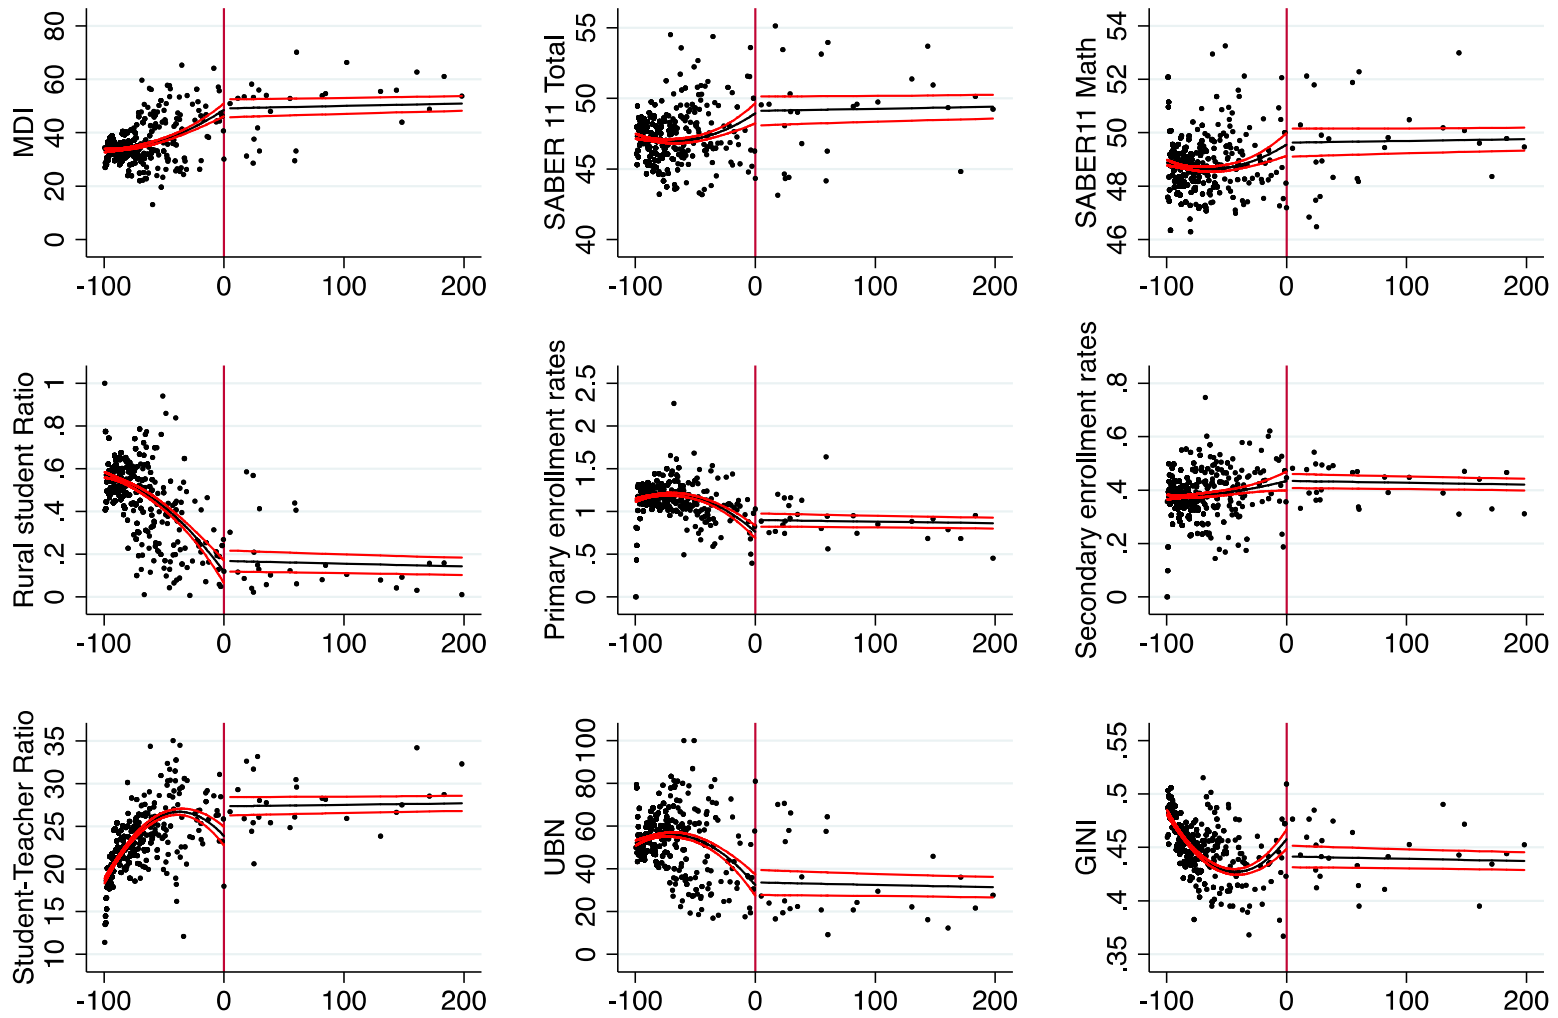 MDI
80
60
40
20
0
-100 0 100 200
SABER 11 Total
55
50
45
40
-100 0 100 200
SABER11 Math
54
52
50
48
46
-100 0 100 200
Rural student Ratio
1
.8
.6
.4
.2
0
-100 0 100 200
Primary enrollment rates
2.5
2
1.5
1
.5
0
-100 0 100 200
Secondary enrollment rates
.8
.6
.4
.2
0
-100 0 100 200
Student-Teacher Ratio
35
30
25
20
15
10
-100 0 100 200
UBN
100
80
60
40
20
0
-100 0 100 200
GINI
.55
.5
.45
.4
.35
-100 0 100 200